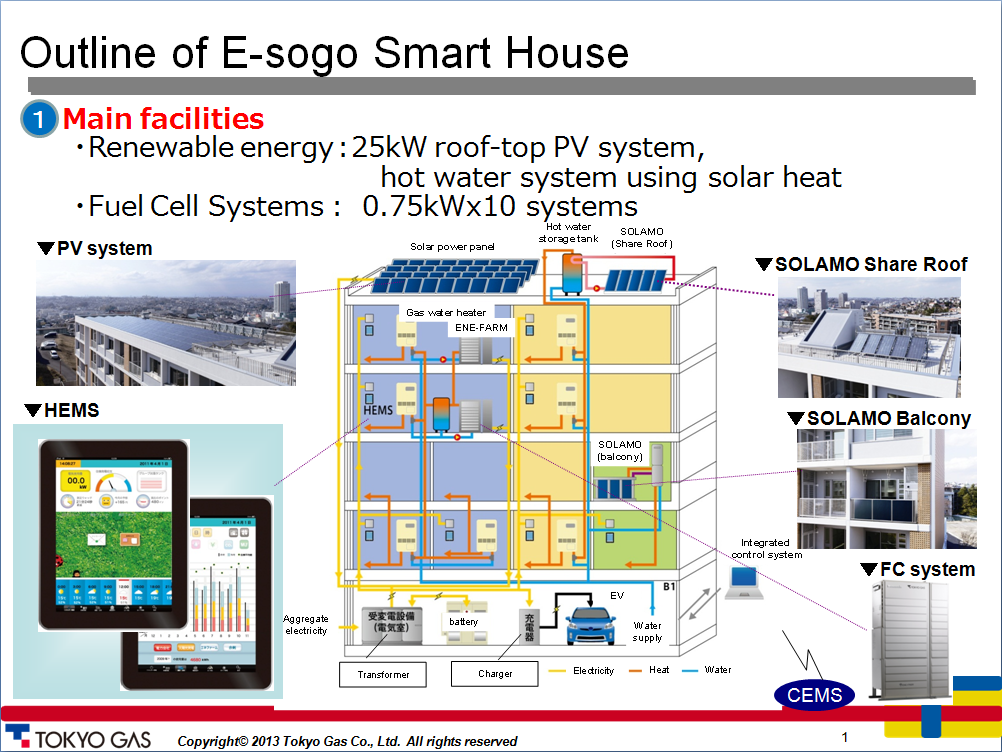 Outline of E-sogo Smart House
1 Main facilities
・Renewable energy：25kW roof-top PV system,
hot water system using solar heat
・Fuel Cell Systems： 0.75kWx10 systems
▼PV system
Solar power panel
Hot water
storage tank
SOLAMO
(Share Roof)
▼SOLAMO Share Roof
Gas water heater
ENE-FARM
▼HEMS
HEMS
▼SOLAMO Balcony
SOLAMO
(balcony)
Integrated
control system
▼FC system
B1
Aggregate
electricity
受変電設備
(電気室)
battery
充電器
EV
Water
supply
Transformer
Charger
Electricity
Heat
Water
CEMS
TOKYO GAS
Copyright© 2013 Tokyo Gas Co., Ltd. All rights reserved
1